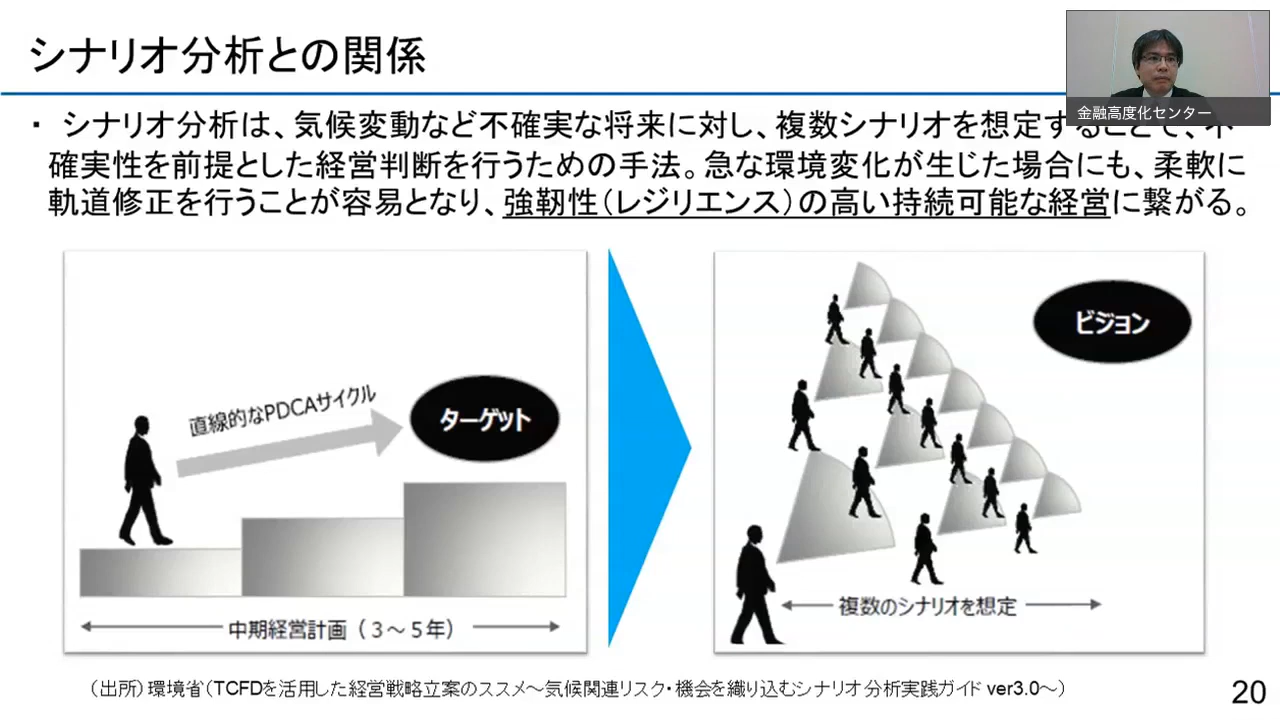 シナリオ分析との関係
金融高度化センター
・ シナリオ分析は、気候変動など不確実な将来に対し、複数シナリオを想定することで、不
確実性を前提とした経営判断を行うための手法。急な環境変化が生じた場合にも、柔軟に
軌道修正を行うことが容易となり、強靭性（レジリエンス）の高い持続可能な経営に繋がる。
直線的なPDCAサイクル
ターゲット
中期経営計画（３～５年）
ビジョン
複数のシナリオを想定
（出所）環境省（TCFDを活用した経営戦略立案のススメ～気候関連リスク・機会を織り込むシナリオ分析実践ガイド ver3.0～）
20